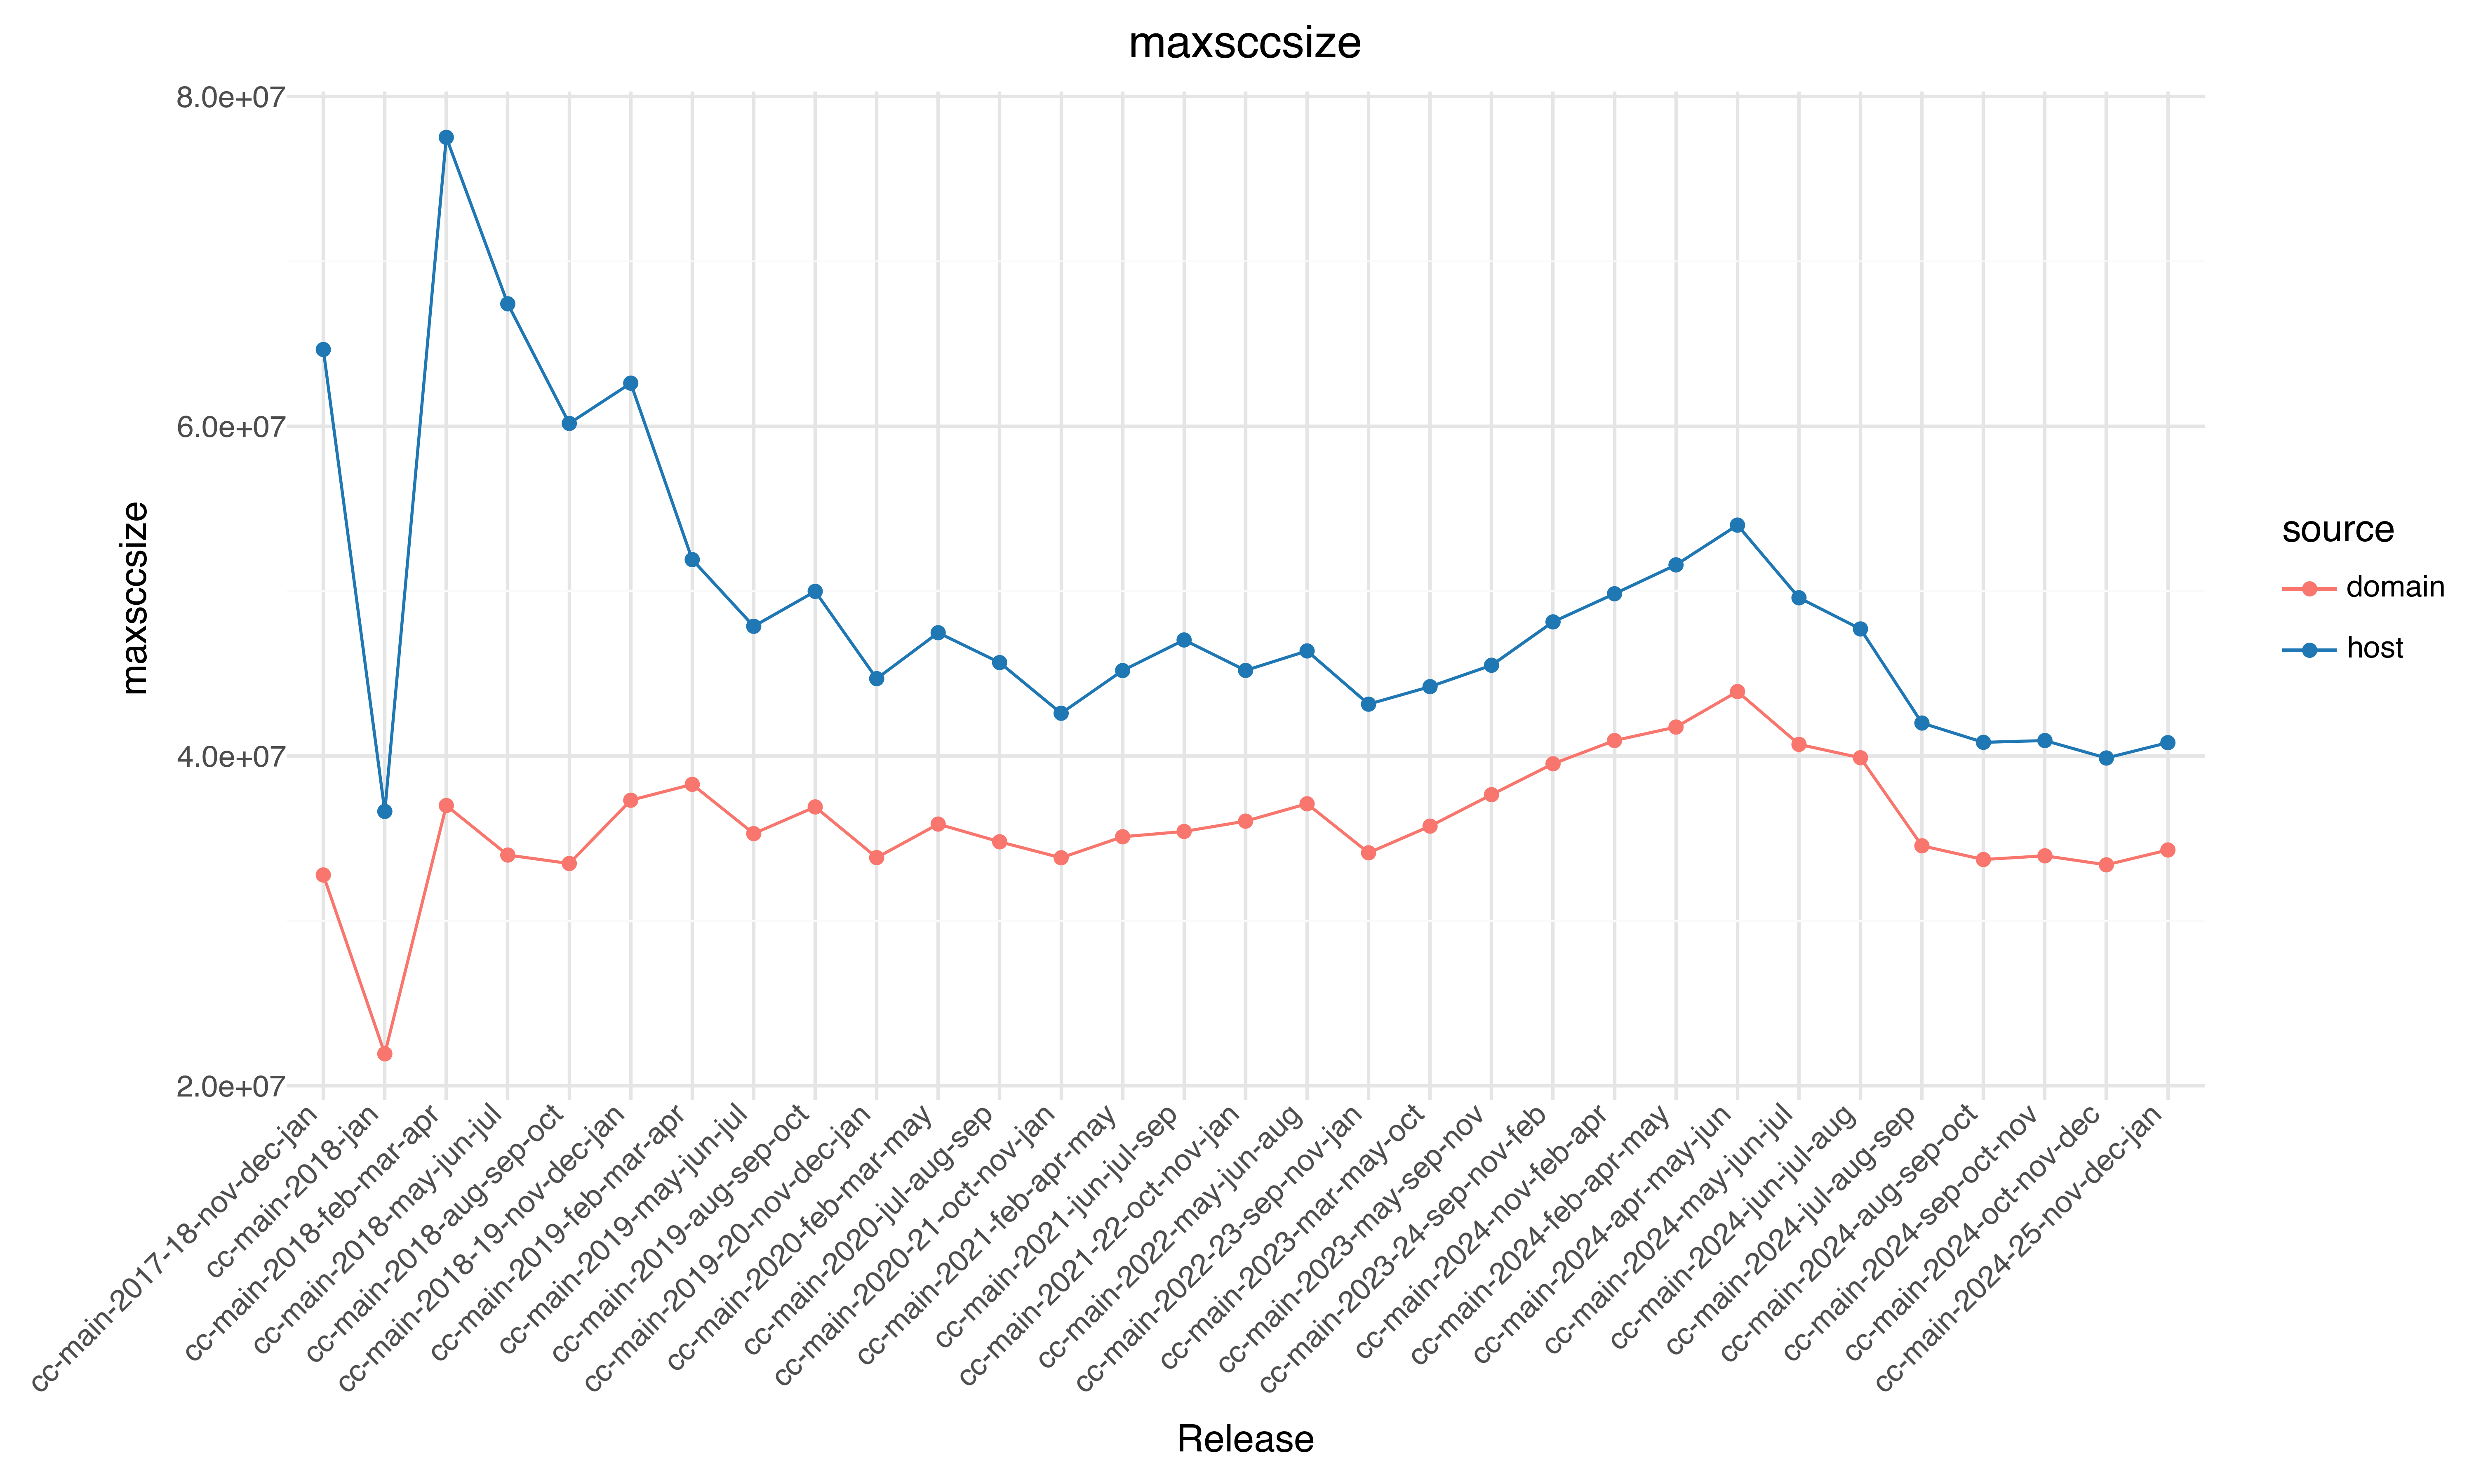 maxsccsize
8.0e+07
6.0e+07
4.0e+07
2.0e+07
maxsccsize
cc-main-2017-18-nov-dec-jan
cc-main-2018-jan
cc-main-2018-feb-mar-apr
cc-main-2018-may-jun-jul
cc-main-2018-aug-sep-oct
cc-main-2018-19-nov-dec-jan
cc-main-2019-feb-mar-apr
cc-main-2019-may-jun-jul
cc-main-2019-aug-sep-oct
cc-main-2019-20-nov-dec-jan
cc-main-2020-feb-mar-may
cc-main-2020-jul-aug-sep
cc-main-2020-21-oct-nov-jan
cc-main-2021-feb-apr-may
cc-main-2021-jun-jul-sep
cc-main-2021-22-oct-nov-jan
cc-main-2022-may-jun-aug
cc-main-2022-23-sep-nov-jan
cc-main-2023-mar-may-oct
cc-main-2023-may-sep-nov
cc-main-2023-24-sep-nov-feb
cc-main-2024-nov-feb-apr
cc-main-2024-feb-apr-may
cc-main-2024-apr-may-jun
cc-main-2024-may-jun-jul
cc-main-2024-jun-jul-aug
cc-main-2024-jul-aug-sep
cc-main-2024-aug-sep-oct
cc-main-2024-sep-oct-nov
cc-main-2024-oct-nov-dec
cc-main-2024-25-nov-dec-jan
Release
source
domain
host